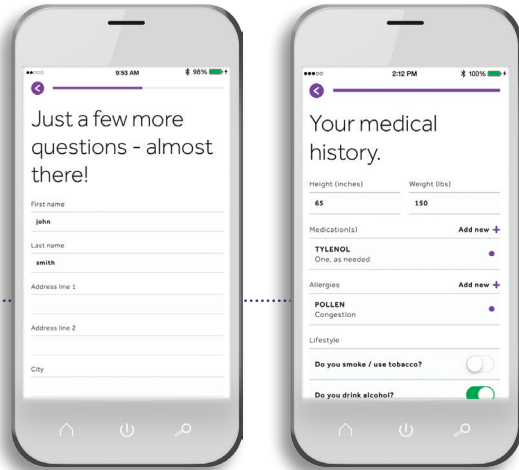 9:53 AM
98%
Just a few more
questions - almost
there!
First name
john
Last name
smith
Address line 1
Address line 2
City
2:12 PM
100%
Your medical
history.
Height (inches)
Weight (lbs)
65
150
Medication(s)
Add new +
TYLENOL
One, as needed
Allergies
Add new +
POLLEN
Congestion
Lifestyle
Do you smoke / use tobacco?
Do you drink alcohol?